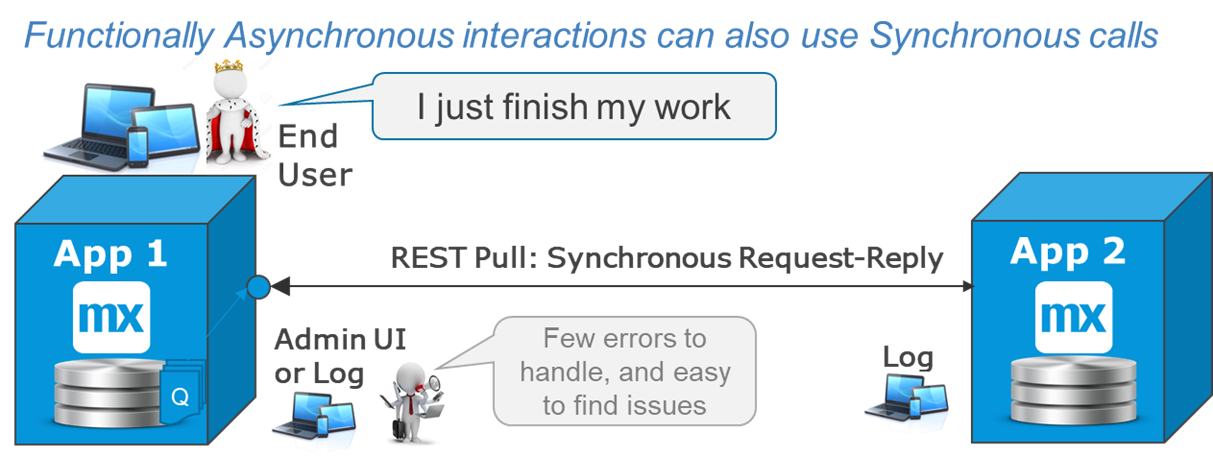 Functionally Asynchronous interactions can also use Synchronous calls
I just finish my work
End
User
App 1
mx
Q
REST Pull: Synchronous Request-Reply
Admin UI
or Log
Few errors to
handle, and easy
to find issues
Log
App 2
mx